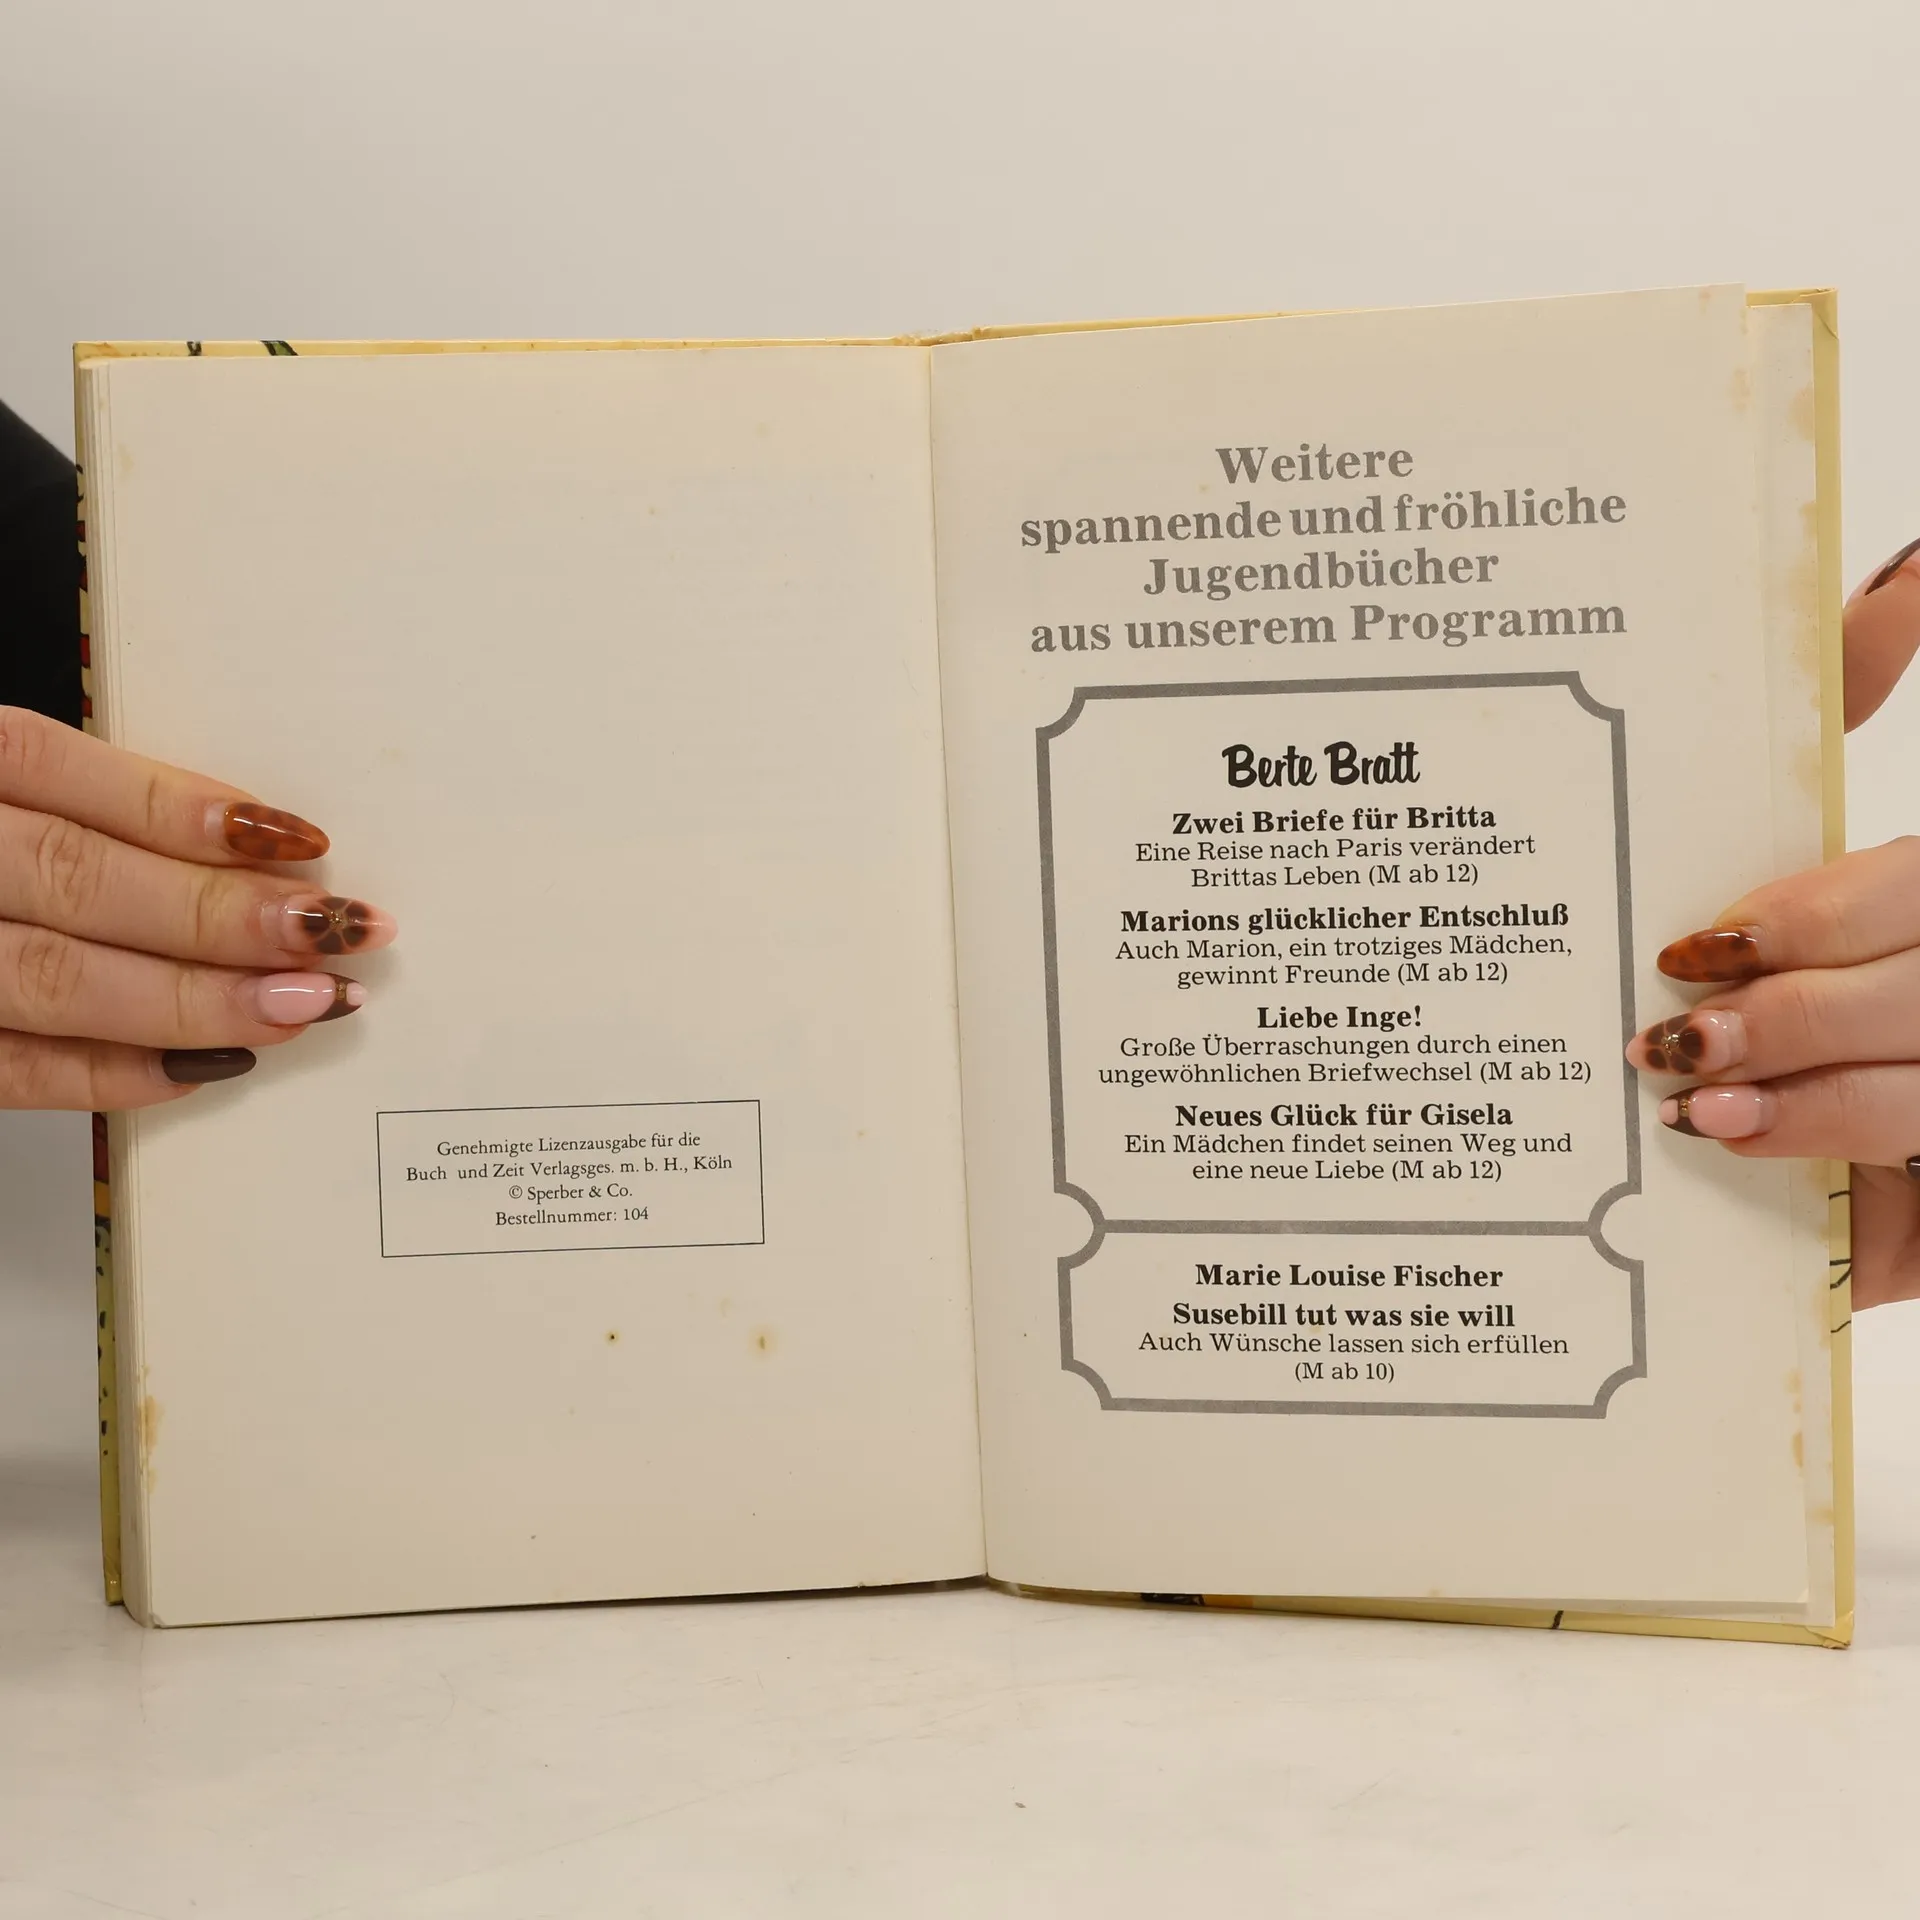 Genehmigte Lizenzausgabe für die
Buch und Zeit Verlagsges. m. b. H., Köln
© Sperber & Co.
Bestellnummer: 104
Weitere
spannende und fröhliche
Jugendbücher
aus unserem Programm
Berte Bratt
Zwei Briefe für Britta
Eine Reise nach Paris verändert
Brittas Leben (M ab 12)
Marions glücklicher Entschluß
Auch Marion, ein trotziges Mädchen,
gewinnt Freunde (M ab 12)
Liebe Inge!
Große Überraschungen durch einen
ungewöhnlichen Briefwechsel (M ab 12)
Neues Glück für Gisela
Ein Mädchen findet seinen Weg und
eine neue Liebe (M ab 12)
Marie Louise Fischer
Susebill tut was sie will
Auch Wünsche lassen sich erfüllen
(M ab 10)